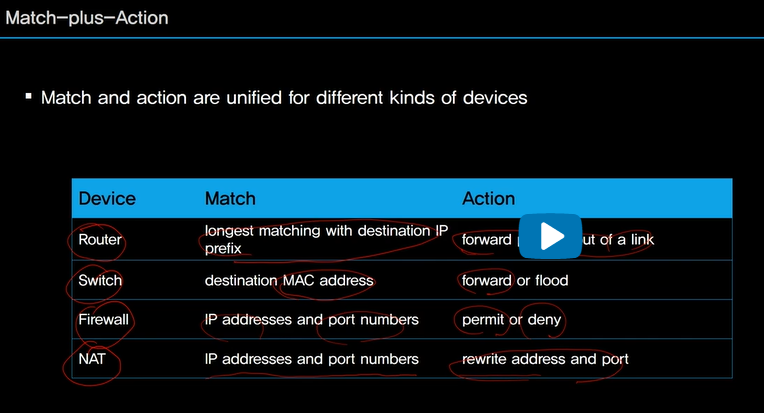 Match-plus-Action
▪ Match and action are unified for different kinds of devices
Device Match Action
Router longest matching with destination IP prefix forward ut of a link
Switch destination MAC address forward or flood
Firewall IP addresses and port numbers permit or deny
NAT IP addresses and port numbers rewrite address and port